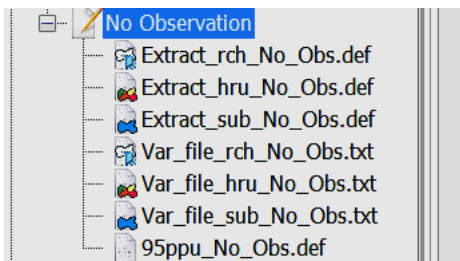 No Observation
Extract_rch_No_Obs.def
Extract_hru_No_Obs.def
Extract_sub_No_Obs.def
Var_file_rch_No_Obs.txt
Var_file_hru_No_Obs.txt
Var_file_sub_No_Obs.txt
95ppu_No_Obs.def